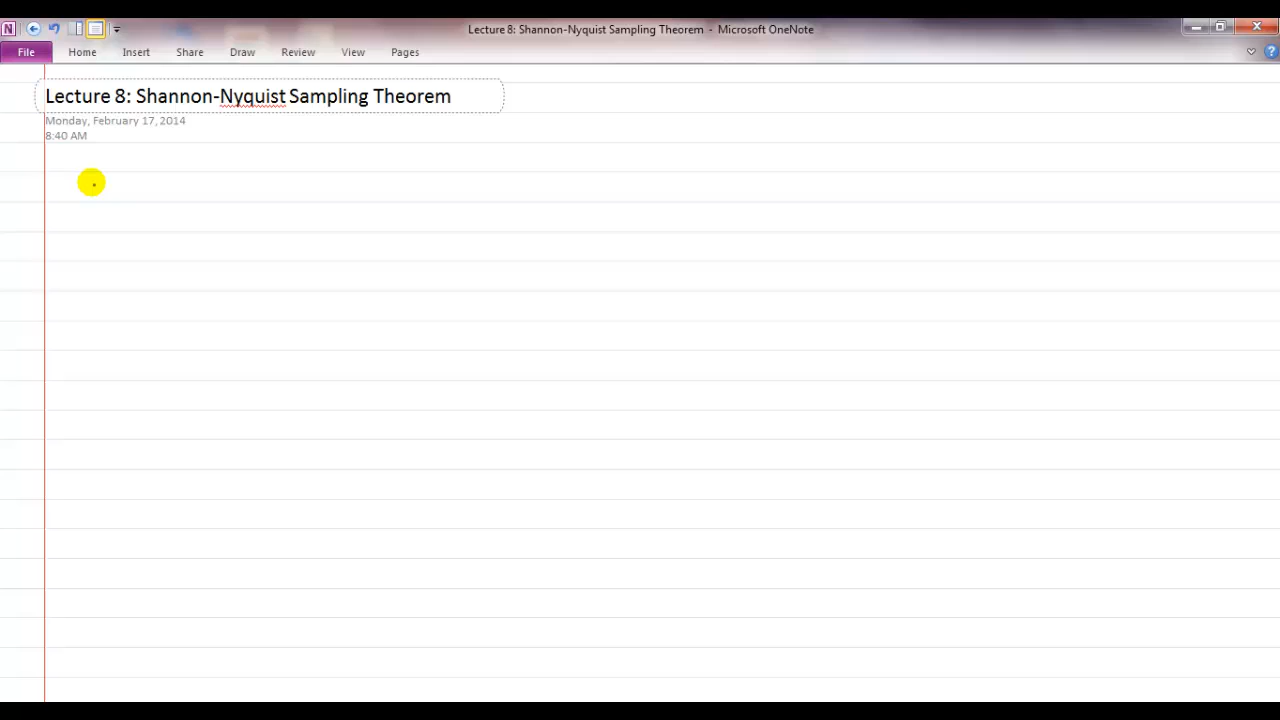 Lecture 8: Shannon-Nyquist Sampling Theorem - Microsoft OneNote
File Home Insert Share Draw Review View Pages
Lecture 8: Shannon-Nyquist Sampling Theorem
Monday, February 17, 2014
8:40 AM